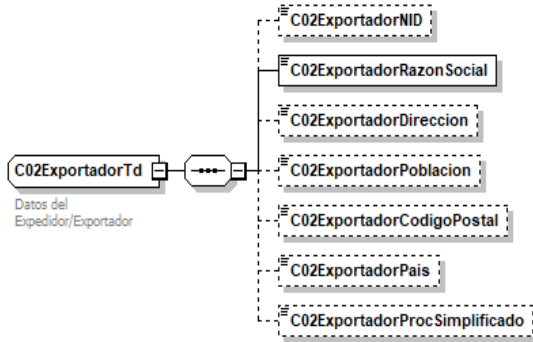 C02ExportadorNID
C02ExportadorRazonSocial
C02ExportadorDireccion
C02ExportadorTd
C02ExportadorPoblacion
Datos del
Expedidor/Exportador
C02ExportadorCodigoPostal
C02ExportadorPais
C02ExportadorProcSimplificado